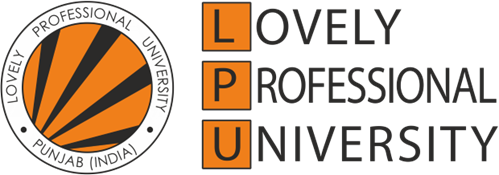 LOVELY PROFESSIONAL UNIVERSITY
• PUNJAB (INDIA) •
LOVELY
PROFESSIONAL
UNIVERSITY